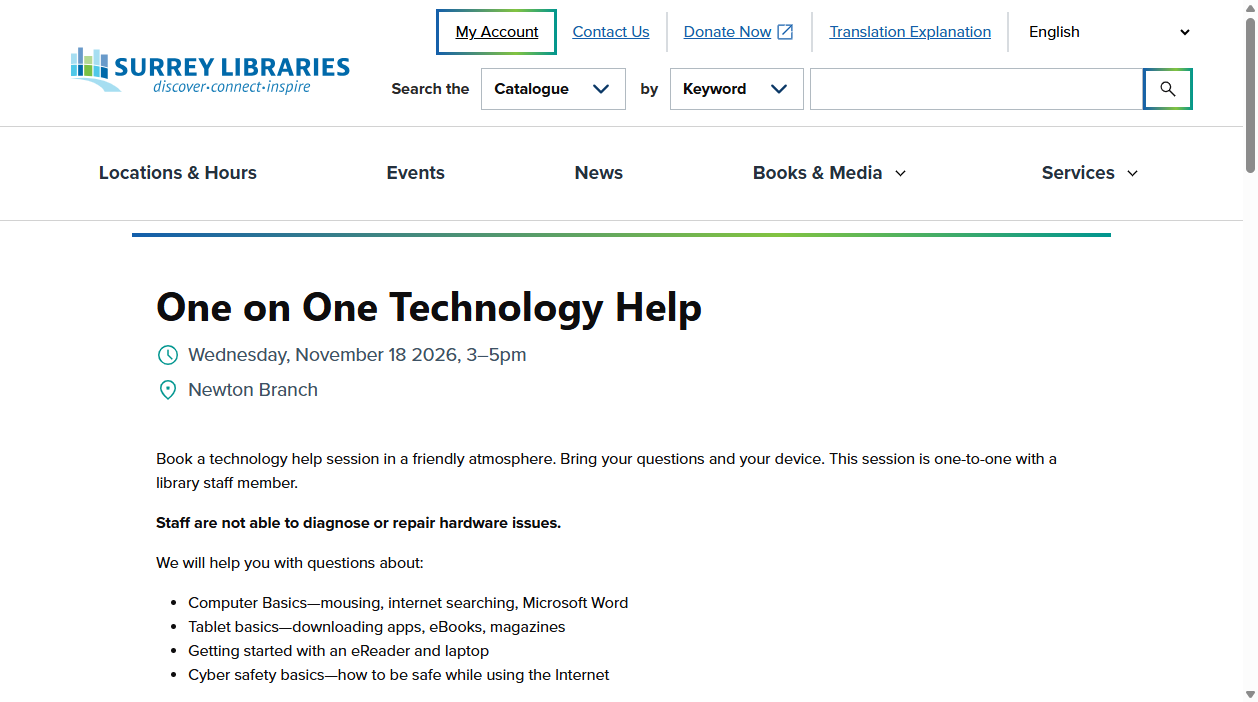 My Account
Contact Us
Donate Now
Translation Explanation
English
SURREY LIBRARIES
discover•connect•inspire
Search the
Catalogue
by
Keyword
Locations & Hours
Events
News
Books & Media
Services
One on One Technology Help
Wednesday, November 18 2026, 3–5pm
Newton Branch
Book a technology help session in a friendly atmosphere. Bring your questions and your device. This session is one-to-one with a
library staff member.
Staff are not able to diagnose or repair hardware issues.
We will help you with questions about:
• Computer Basics—mousing, internet searching, Microsoft Word
• Tablet basics—downloading apps, eBooks, magazines
• Getting started with an eReader and laptop
• Cyber safety basics—how to be safe while using the Internet